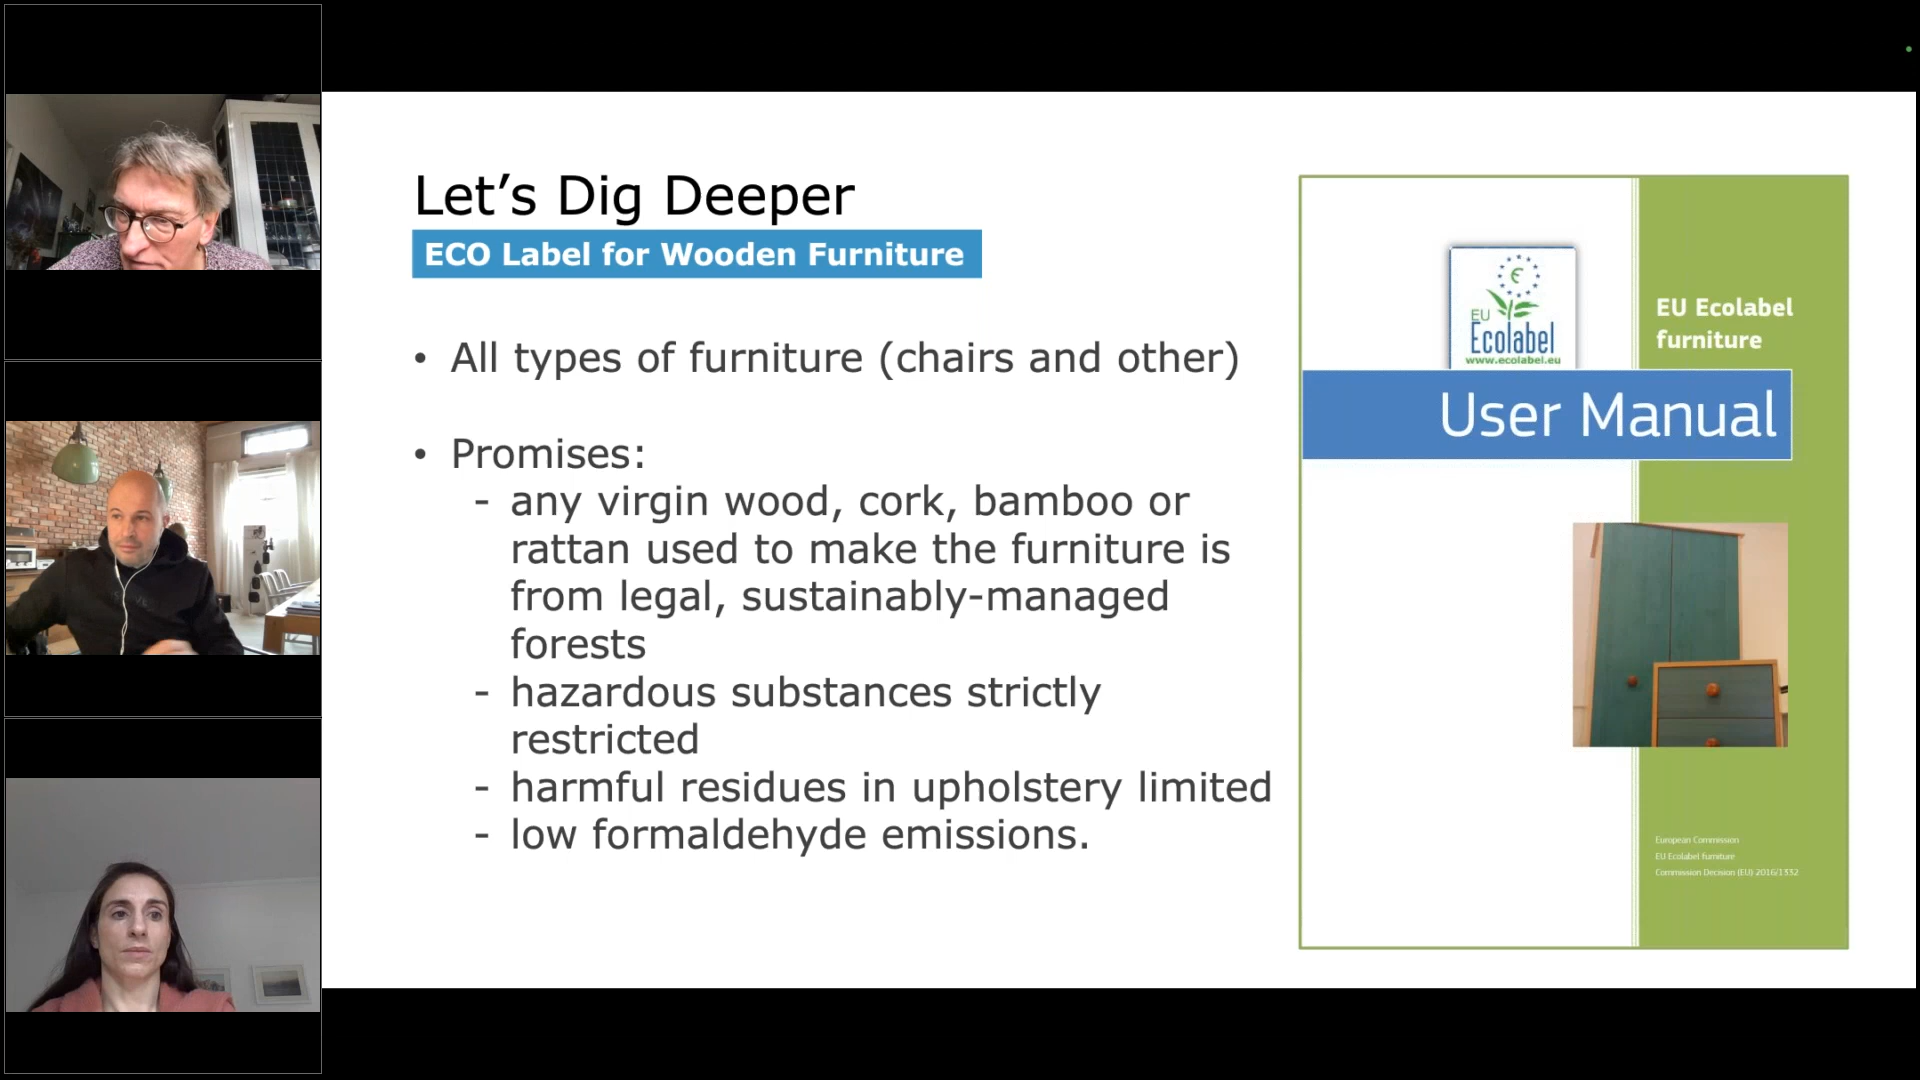 Let’s Dig Deeper
ECO Label for Wooden Furniture
• All types of furniture (chairs and other)
• Promises:
- any virgin wood, cork, bamboo or
rattan used to make the furniture is
from legal, sustainably-managed
forests
- hazardous substances strictly
restricted
- harmful residues in upholstery limited
- low formaldehyde emissions.
EU
Ecolabel
www.ecolabel.eu
EU Ecolabel
furniture
User Manual
European Commission
EU Ecolabel furniture
Commission Decision (EU) 2016/1332